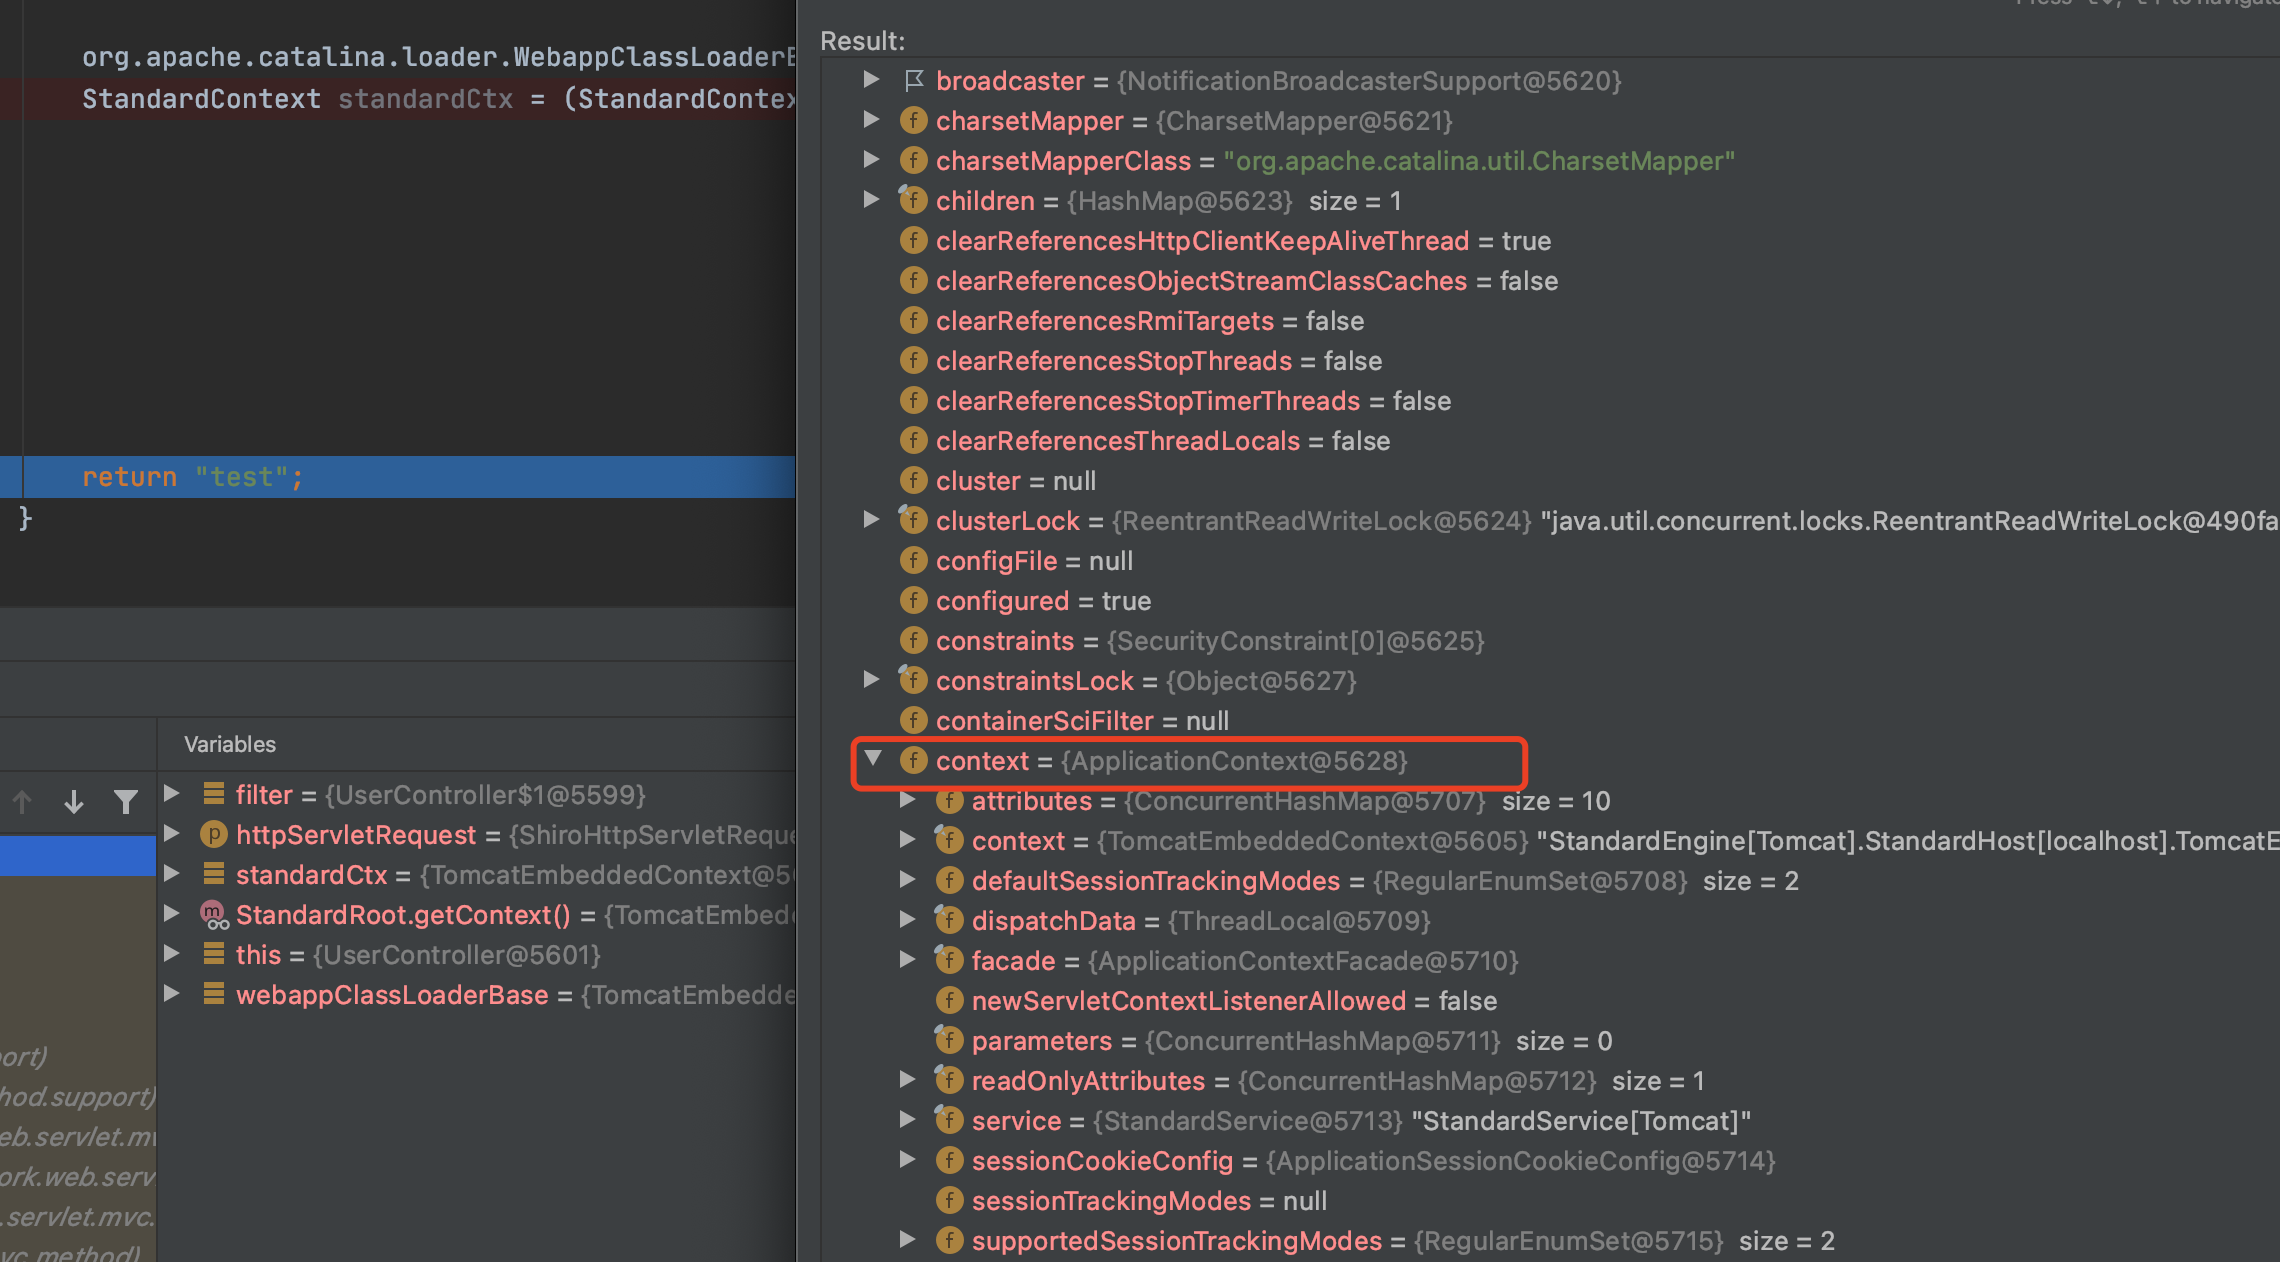 org.apache.catalina.loader.WebappClassLoaderB
StandardContext standardCtx = (StandardContex
return "test";
}
Variables
filter = {UserController$1@5599}
httpServletRequest = {ShiroHttpServletReque
standardCtx = {TomcatEmbeddedContext@56
StandardRoot.getContext() = {TomcatEmbedd
this = {UserController@5601}
webappClassLoaderBase = {TomcatEmbedde
port)
hod.support)
eb.servlet.mv
ork.web.serv
.servlet.mvc.
vc.method)
Result:
broadcaster = {NotificationBroadcasterSupport@5620}
charsetMapper = {CharsetMapper@5621}
charsetMapperClass = "org.apache.catalina.util.CharsetMapper"
children = {HashMap@5623} size = 1
clearReferencesHttpClientKeepAliveThread = true
clearReferencesObjectStreamClassCaches = false
clearReferencesRmiTargets = false
clearReferencesStopThreads = false
clearReferencesStopTimerThreads = false
clearReferencesThreadLocals = false
cluster = null
clusterLock = {ReentrantReadWriteLock@5624} "java.util.concurrent.locks.ReentrantReadWriteLock@490fa
configFile = null
configured = true
constraints = {SecurityConstraint[0]@5625}
constraintsLock = {Object@5627}
containerSciFilter = null
context = {ApplicationContext@5628}
attributes = {ConcurrentHashMap@5707} size = 10
context = {TomcatEmbeddedContext@5605} "StandardEngine[Tomcat].StandardHost[localhost].TomcatE
defaultSessionTrackingModes = {RegularEnumSet@5708} size = 2
dispatchData = {ThreadLocal@5709}
facade = {ApplicationContextFacade@5710}
newServletContextListenerAllowed = false
parameters = {ConcurrentHashMap@5711} size = 0
readOnlyAttributes = {ConcurrentHashMap@5712} size = 1
service = {StandardService@5713} "StandardService[Tomcat]"
sessionCookieConfig = {ApplicationSessionCookieConfig@5714}
sessionTrackingModes = null
supportedSessionTrackingModes = {RegularEnumSet@5715} size = 2